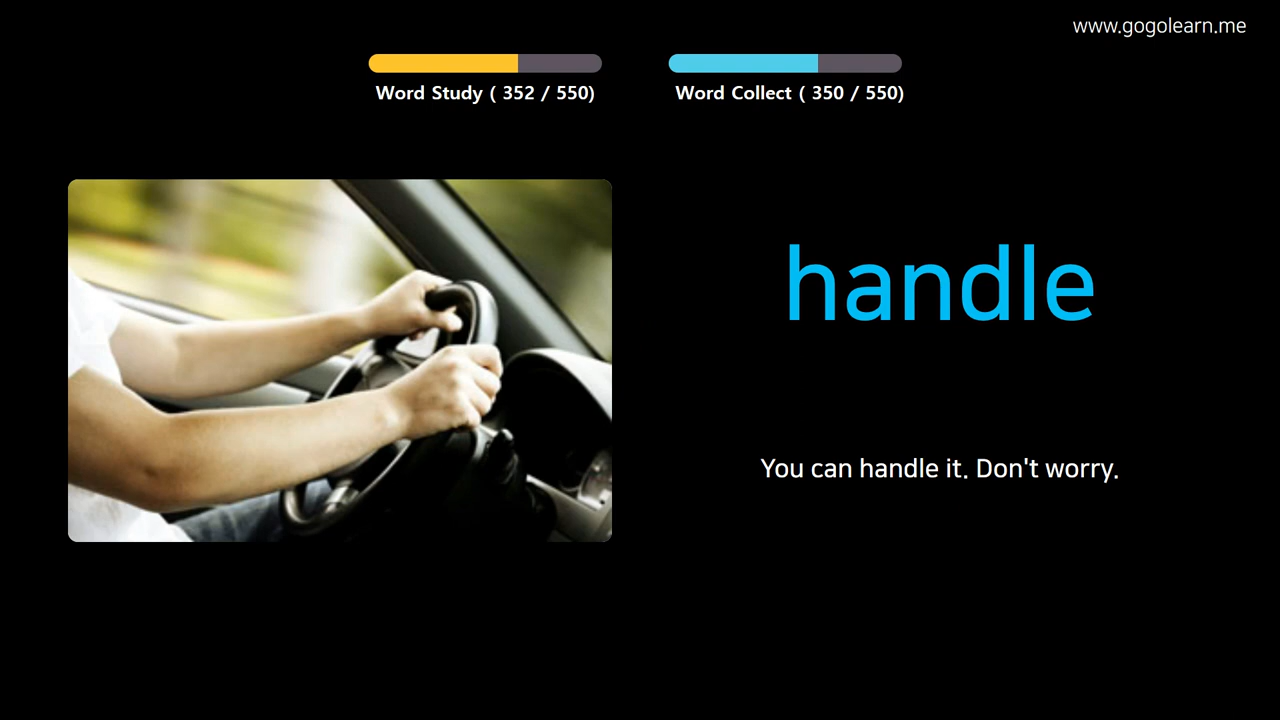 www.gogolearn.me
Word Study ( 352 / 550)
Word Collect ( 350 / 550)
handle
You can handle it. Don't worry.